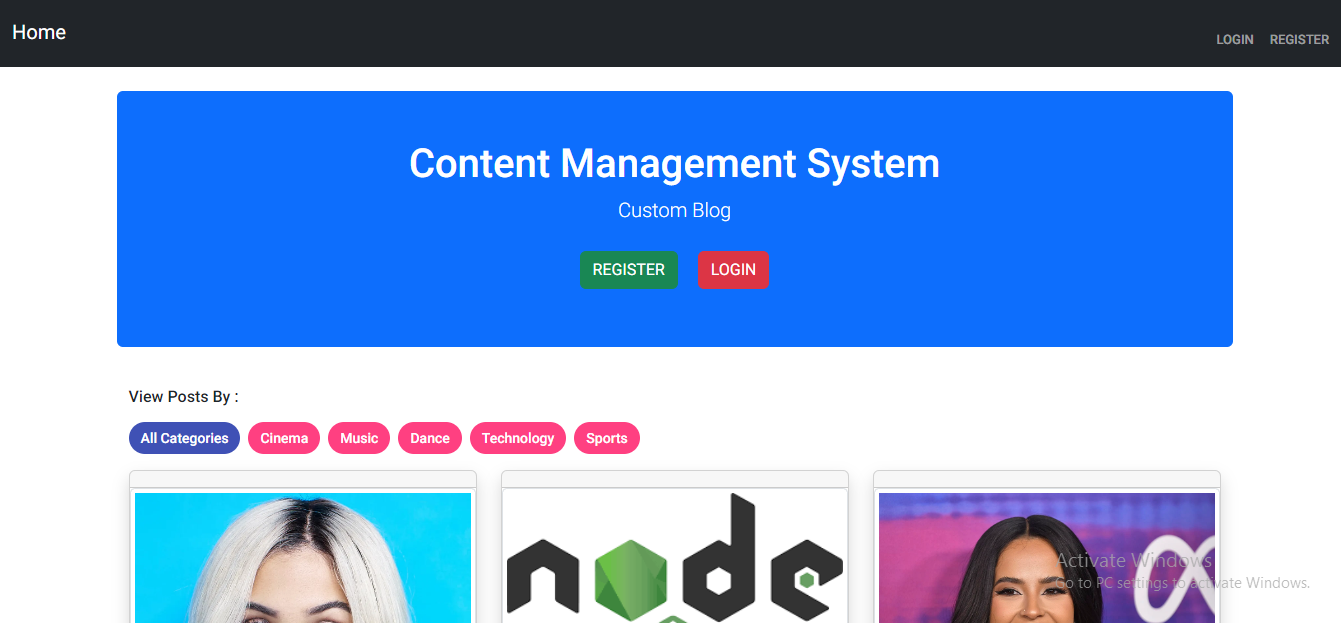 Home
LOGIN REGISTER
Content Management System
Custom Blog
REGISTER LOGIN
View Posts By :
All Categories Cinema Music Dance Technology Sports
node
Activate Windows
Go to PC settings to activate Windows.